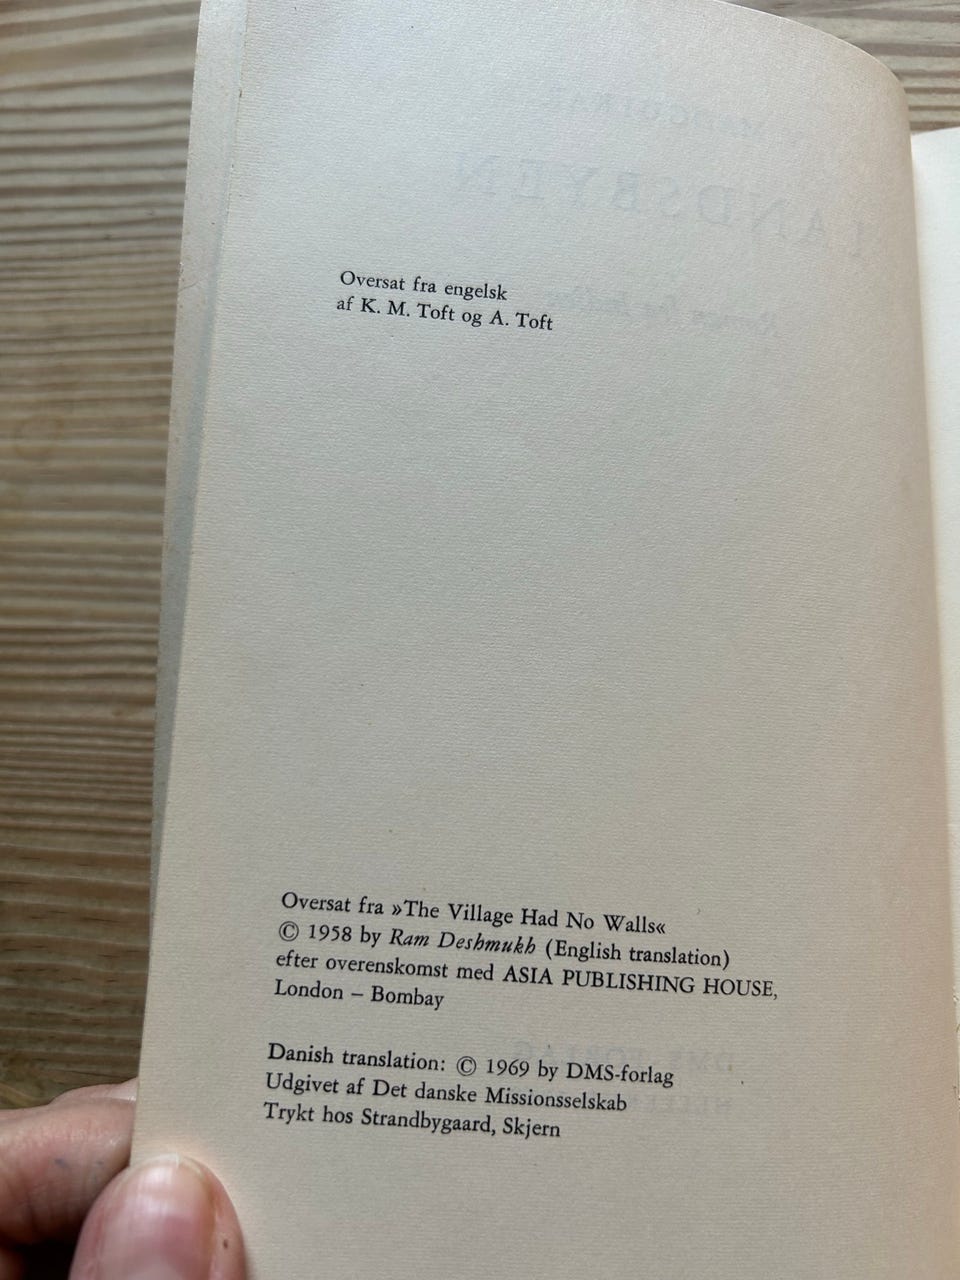 Oversat fra engelsk
af K. M. Toft og A. Toft
Oversat fra »The Village Had No Walls«
© 1958 by Ram Deshmukh (English translation)
efter overenskomst med ASIA PUBLISHING HOUSE,
London – Bombay
Danish translation: © 1969 by DMS-forlag
Udgivet af Det danske Missionsselskab
Trykt hos Strandbygaard, Skjern